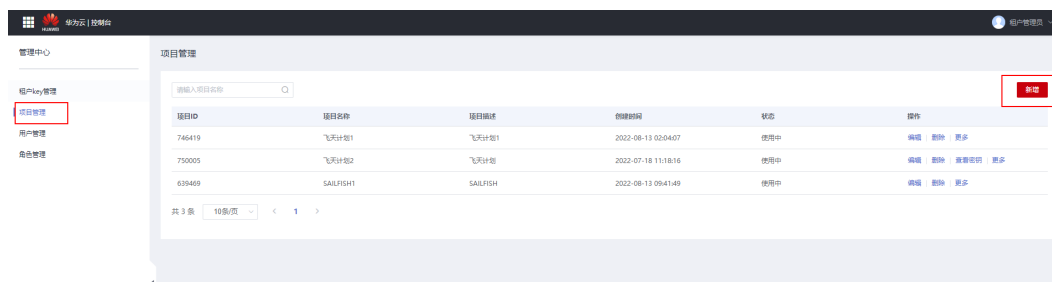 HUAWEI 华为云 | 控制台 租户管理员
管理中心 项目管理
租户key管理 请输入项目名称 新增
项目管理 项目ID 项目名称 项目描述 创建时间 状态 操作
用户管理 746419 飞天计划1 飞天计划1 2022-08-13 02:04:07 使用中 编辑 删除 更多
角色管理 750005 飞天计划2 飞天计划 2022-07-18 11:18:16 使用中 编辑 删除 查看密钥 更多
639469 SAILFISH1 SAILFISH 2022-08-13 09:41:49 使用中 编辑 删除 更多
共 3 条 10条/页 < 1 >